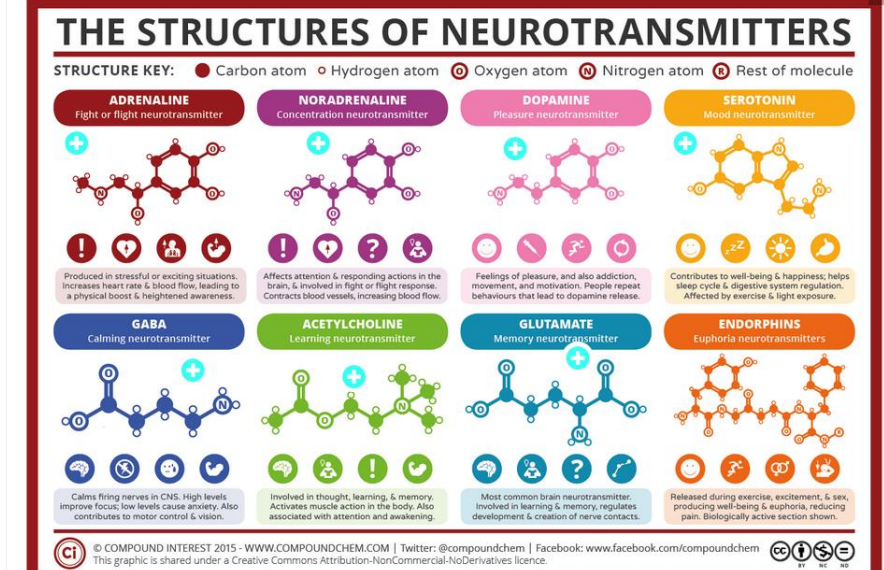 THE STRUCTURES OF NEUROTRANSMITTERS
STRUCTURE KEY: Carbon atom Hydrogen atom O Oxygen atom N Nitrogen atom R Rest of molecule
ADRENALINE
Fight or flight neurotransmitter
Produced in stressful or exciting situations.
Increases heart rate & blood flow, leading to
a physical boost & heightened awareness.
NORADRENALINE
Concentration neurotransmitter
Affects attention & responding actions in the
brain, & involved in fight or flight response.
Contracts blood vessels, increasing blood flow.
DOPAMINE
Pleasure neurotransmitter
Feelings of pleasure, and also addiction,
movement, and motivation. People repeat
behaviours that lead to dopamine release.
SEROTONIN
Mood neurotransmitter
Contributes to well-being & happiness; helps
sleep cycle & digestive system regulation.
Affected by exercise & light exposure.
GABA
Calming neurotransmitter
Calms firing nerves in CNS. High levels
improve focus; low levels cause anxiety. Also
contributes to motor control & vision.
ACETYLCHOLINE
Learning neurotransmitter
Involved in thought, learning, & memory.
Activates muscle action in the body. Also
associated with attention and awakening.
GLUTAMATE
Memory neurotransmitter
Most common brain neurotransmitter.
Involved in learning & memory, regulates
development & creation of nerve contacts.
ENDORPHINS
Euphoria neurotransmitters
Released during exercise, excitement, & sex,
producing well-being & euphoria, reducing
pain. Biologically active section shown.
Ci
© COMPOUND INTEREST 2015 - WWW.COMPOUNDCHEM.COM | Twitter: @compoundchem | Facebook: www.facebook.com/compoundchem
This graphic is shared under a Creative Commons Attribution-NonCommercial-NoDerivatives licence.
CC BY NC ND